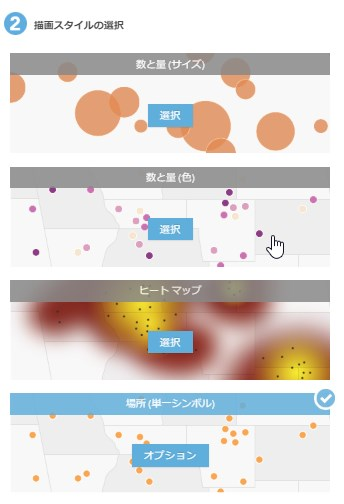 2 描画スタイルの選択
数と量 (サイズ)
選択
数と量 (色)
選択
ヒート マップ
選択
場所 (単一シンボル)
オプション